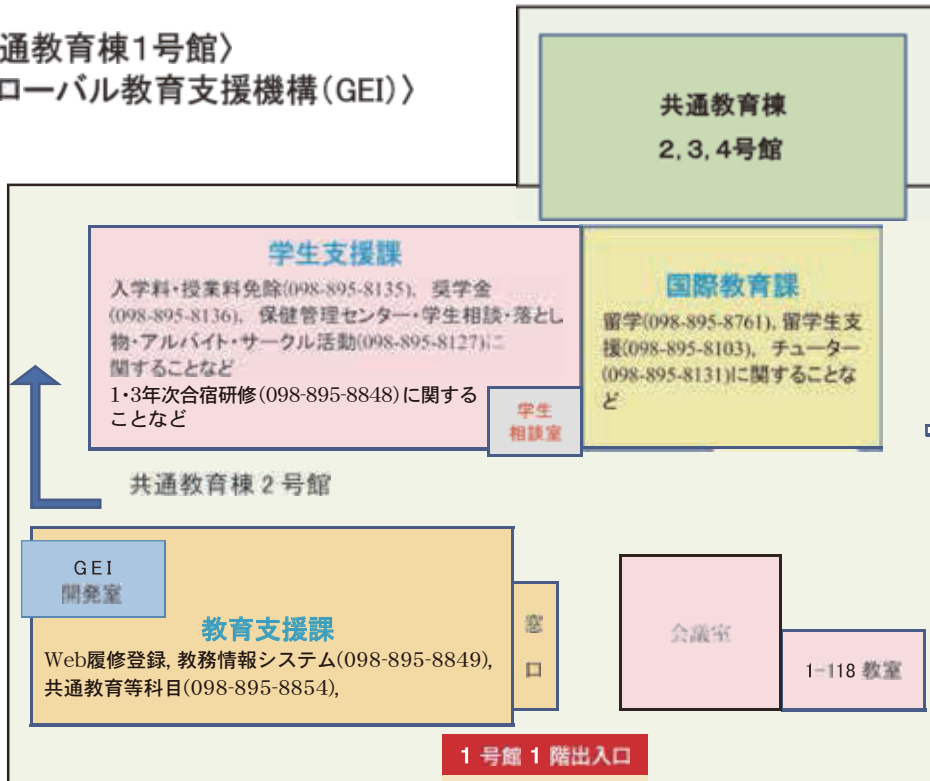 通教育棟1号館〉
ローバル教育支援機構(GEI)〉
共通教育棟
2,3,4号館
学生支援課
入学料・授業料免除(098-895-8135)、奨学金
(098-895-8136)、保健管理センター・学生相談・落とし
物・アルバイト・サークル活動(098-895-8127)に
関することなど
1・3年次合宿研修(098-895-8848)に関する
ことなど
学生
相談室
国際教育課
留学(098-895-8761), 留学生支
援(098-895-8103)、チューター
(098-895-8131)に関することな
ど
共通教育棟2号館
GEI
開発室
教育支援課
Web履修登録, 教務情報システム(098-895-8849),
共通教育等科目(098-895-8854),
窓
口
会議室
1-118 教室
1 号館 1 階出入口